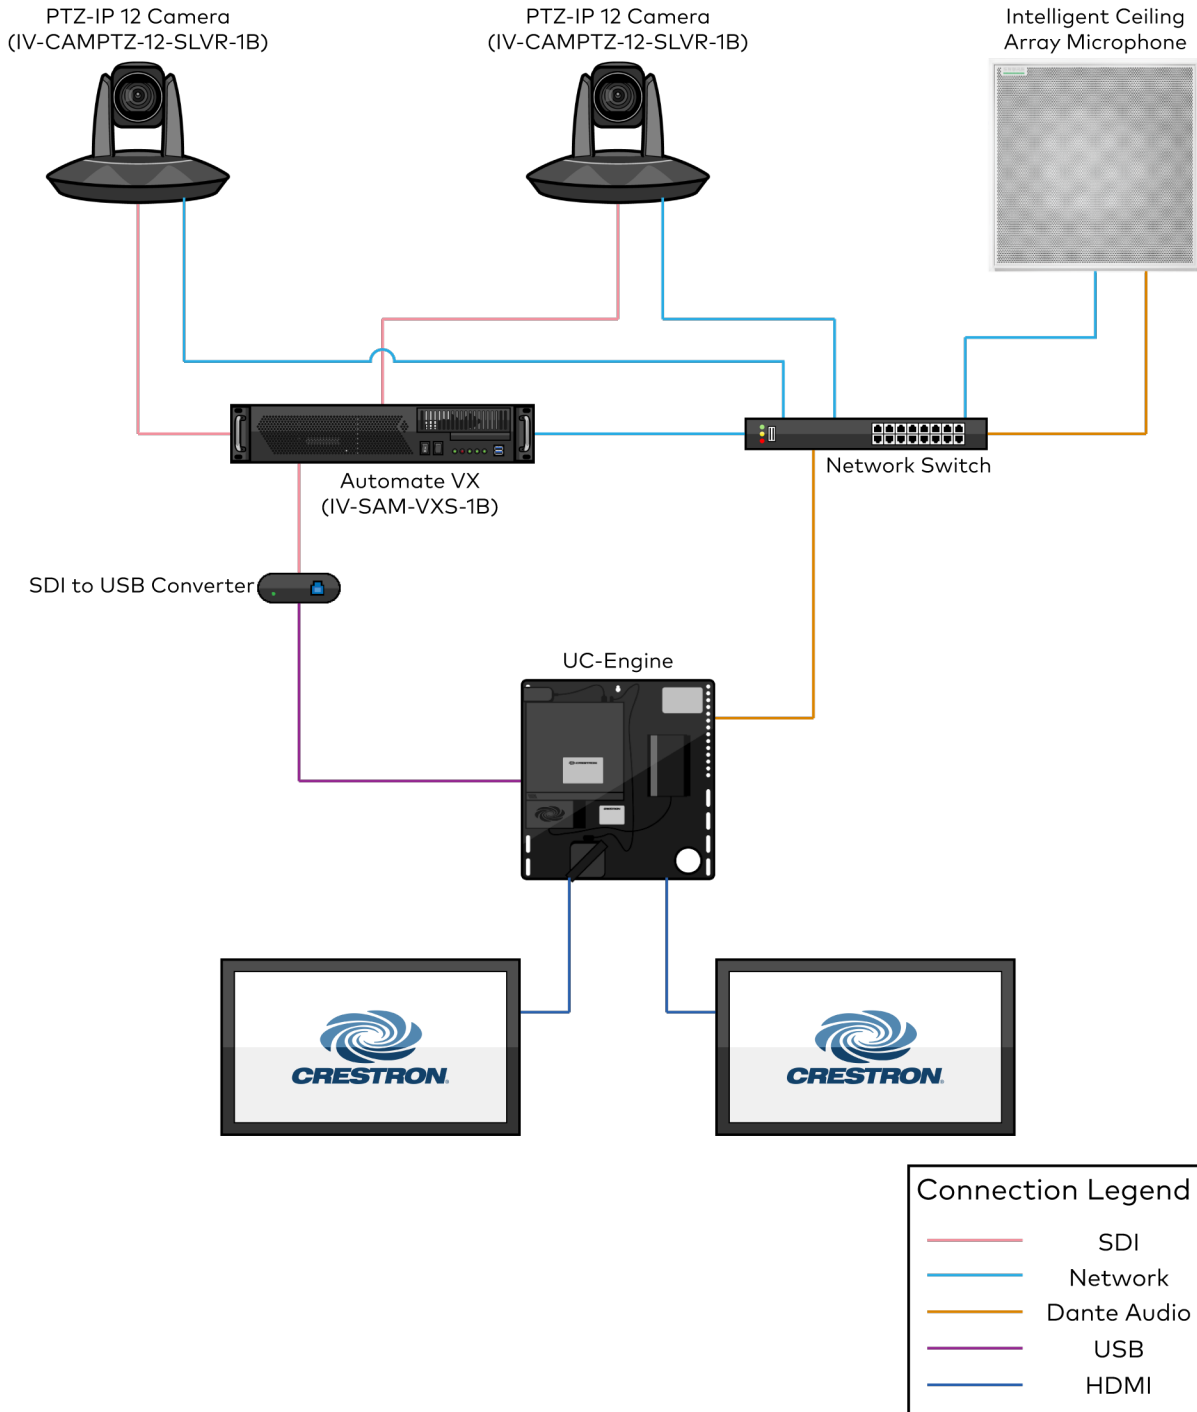 PTZ-IP 12 Camera
(IV-CAMPTZ-12-SLVR-1B)
PTZ-IP 12 Camera
(IV-CAMPTZ-12-SLVR-1B)
Intelligent Ceiling
Array Microphone
Automate VX
(IV-SAM-VXS-1B)
Network Switch
SDI to USB Converter
UC-Engine
CRESTRON
CRESTRON.
CRESTRON.
Connection Legend
SDI
Network
Dante Audio
USB
HDMI